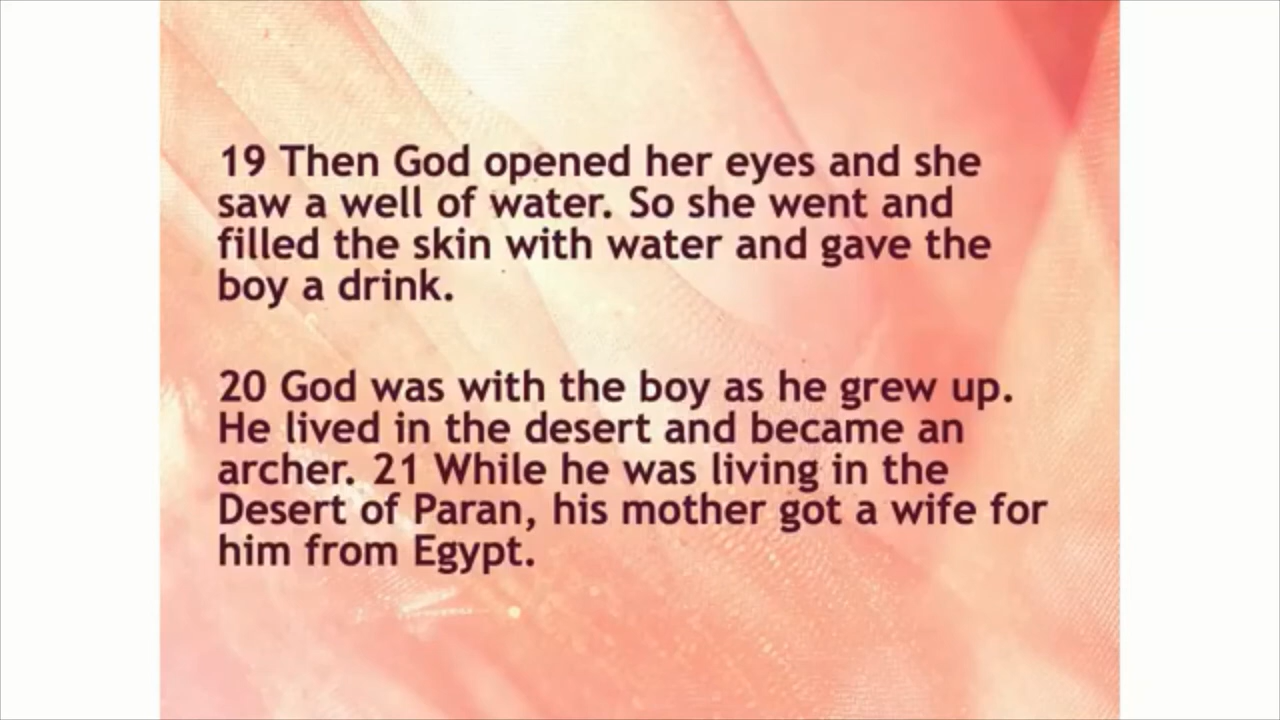 19 Then God opened her eyes and she
saw a well of water. So she went and
filled the skin with water and gave the
boy a drink.
20 God was with the boy as he grew up.
He lived in the desert and became an
archer. 21 While he was living in the
Desert of Paran, his mother got a wife for
him from Egypt.